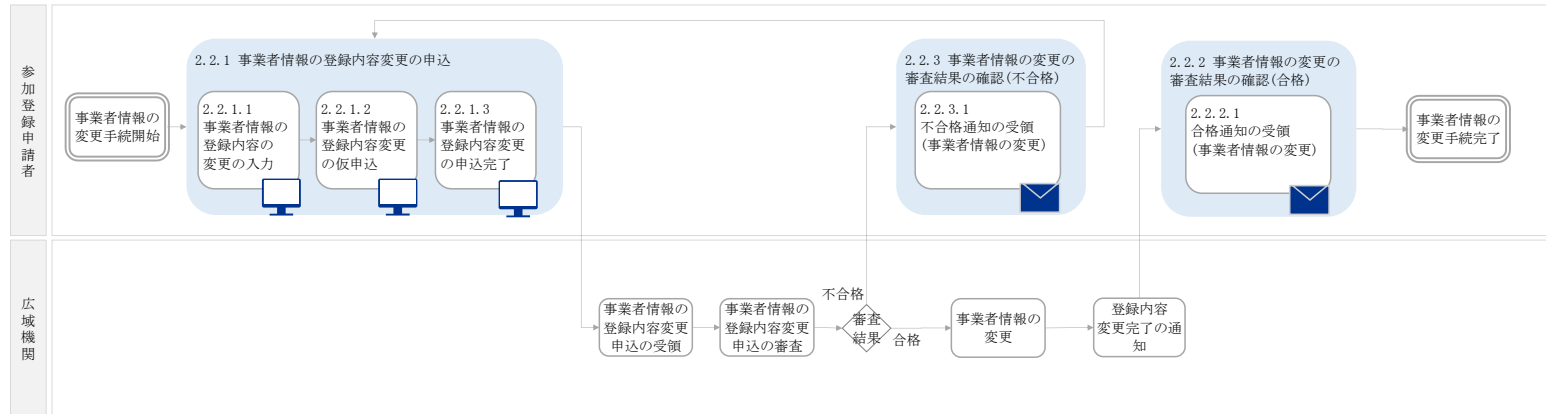 参加登録申請者
事業者情報の
変更手続開始
2.2.1 事業者情報の登録内容変更の申込
2.2.1.1
事業者情報の
登録内容の
変更の入力
2.2.1.2
事業者情報の
登録内容変更
の仮申込
2.2.1.3
事業者情報の
登録内容変更
の申込完了
2.2.3 事業者情報の変更の
審査結果の確認(不合格)
2.2.3.1
不合格通知の受領
(事業者情報の変更)
2.2.2 事業者情報の変更の
審査結果の確認(合格)
2.2.2.1
合格通知の受領
(事業者情報の変更)
事業者情報の
変更手続完了
広域機関
事業者情報の
登録内容変更
申込の受領
事業者情報の
登録内容変更
申込の審査
不合格
審査
結果
合格
事業者情報の
変更
登録内容
変更完了の通
知